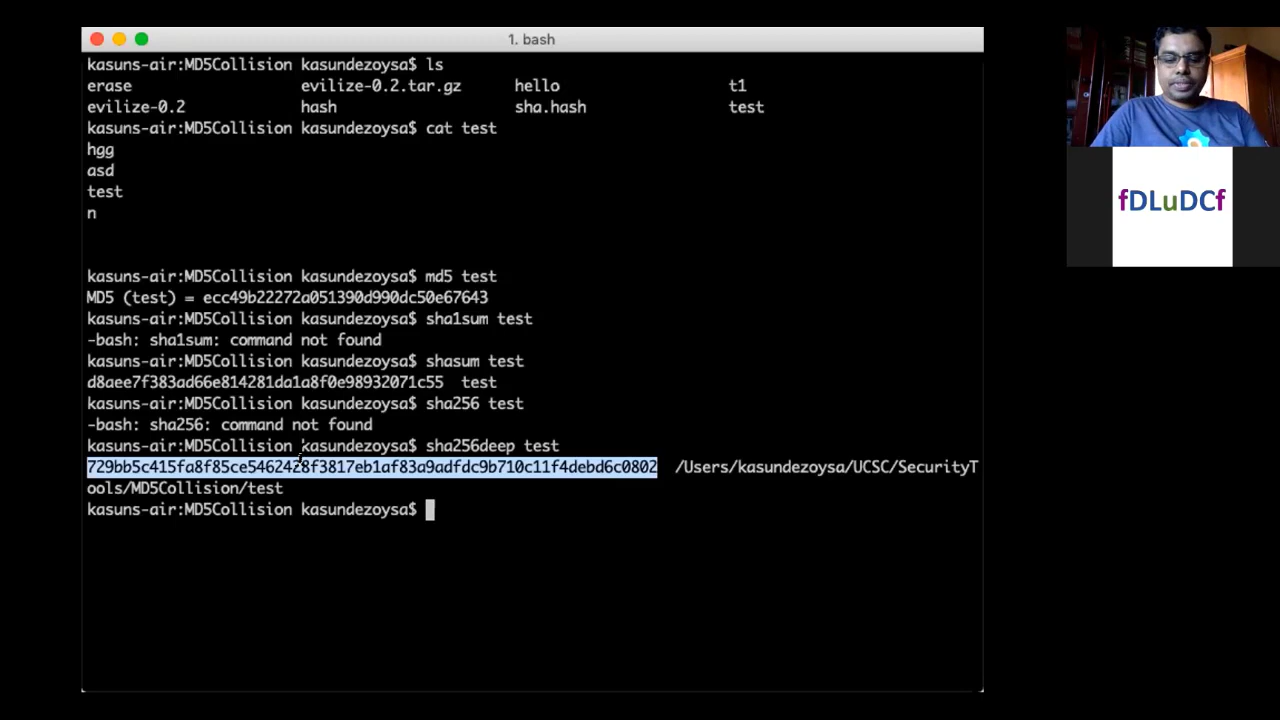 1. bash
kasuns-air:MD5Collision kasundezoysa$ ls
erase evilize-0.2.tar.gz hello t1
evilize-0.2 hash sha.hash test
kasuns-air:MD5Collision kasundezoysa$ cat test
hgg
asd
test
n
kasuns-air:MD5Collision kasundezoysa$ md5 test
MD5 (test) = ecc49b22272a051390d990dc50e67643
kasuns-air:MD5Collision kasundezoysa$ sha1sum test
-bash: sha1sum: command not found
kasuns-air:MD5Collision kasundezoysa$ shasum test
d8aee7f383ad66e814281da1a8f0e98932071c55 test
kasuns-air:MD5Collision kasundezoysa$ sha256 test
-bash: sha256: command not found
kasuns-air:MD5Collision kasundezoysa$ sha256deep test
729bb5c415fa8f85ce5462428f3817eb1af83a9adfdc9b710c11f4debd6c0802 /Users/kasundezoysa/UCSC/SecurityT
ools/MD5Collision/test
kasuns-air:MD5Collision kasundezoysa$
fDLuDCf